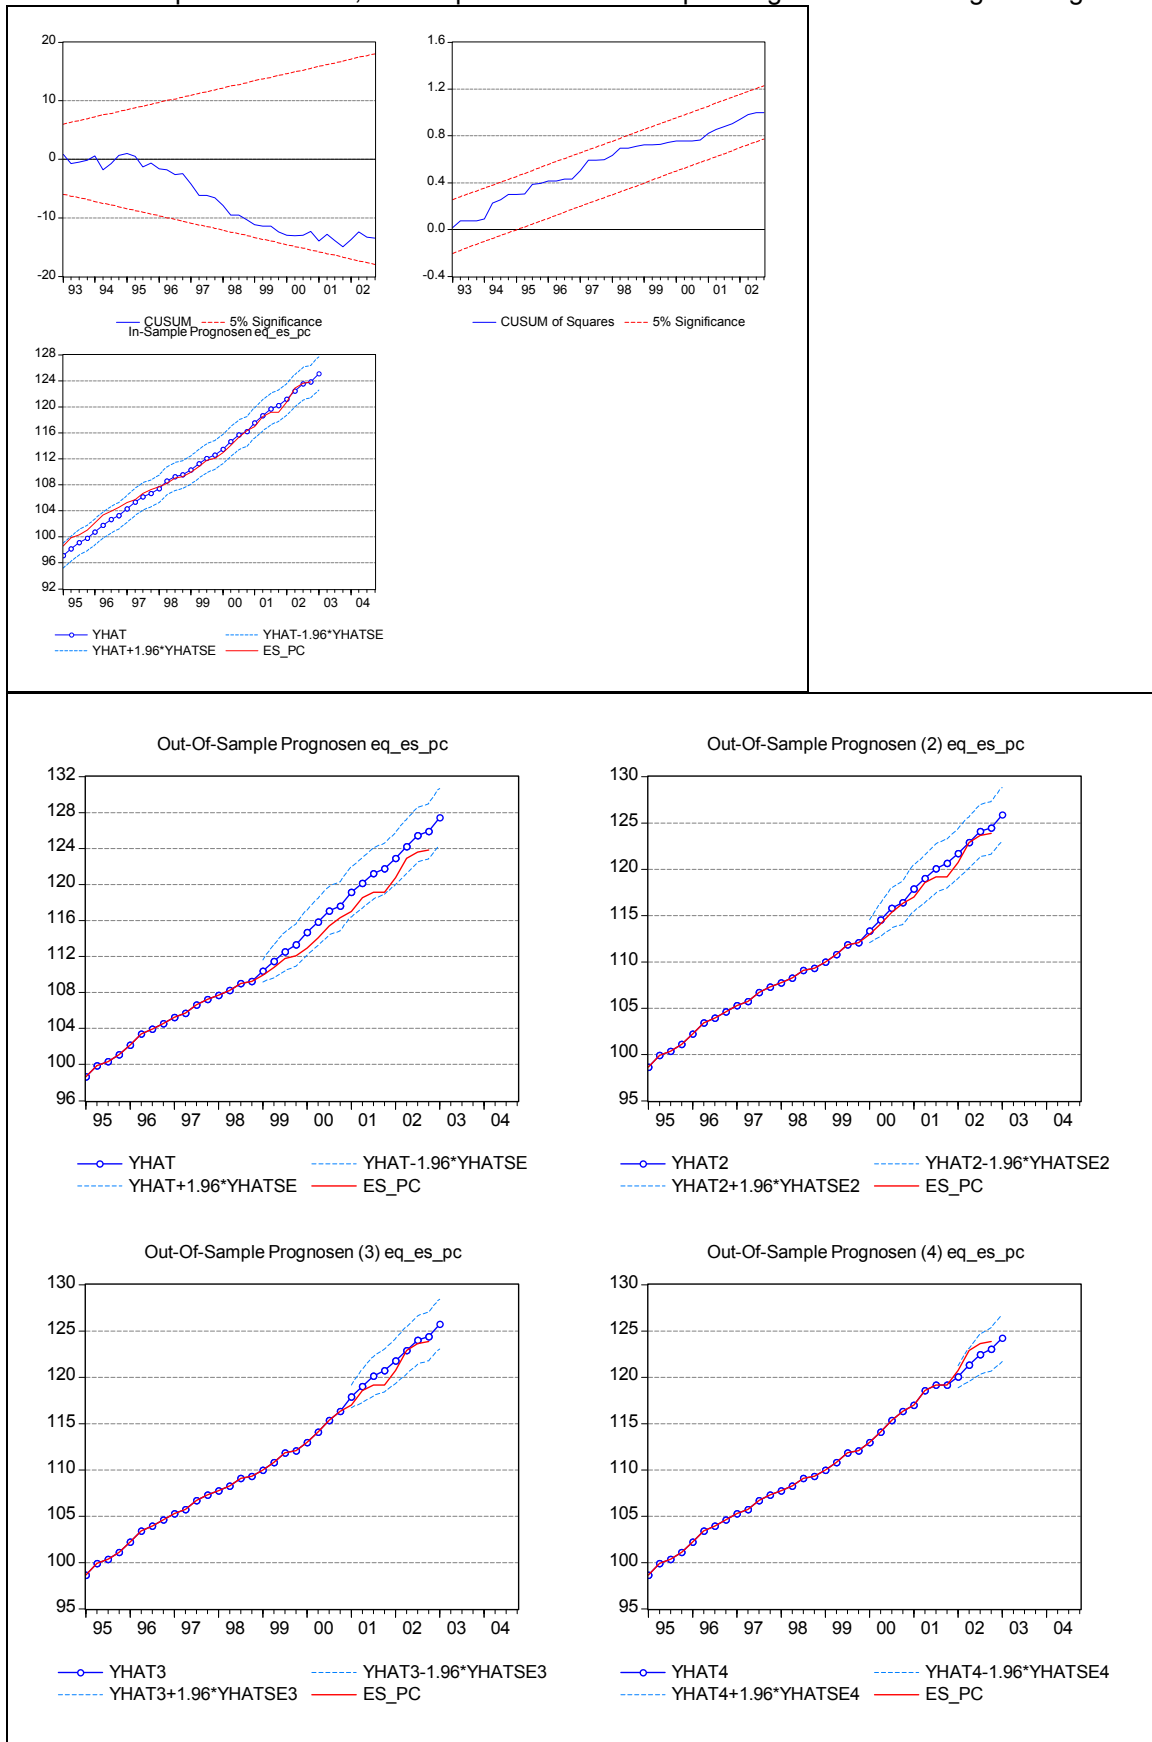 20
10
0
-10
-20
93 94 95 96 97 98 99 00 01 02
CUSUM 5% Significance
1.6
1.2
0.8
0.4
0.0
-0.4
93 94 95 96 97 98 99 00 01 02
CUSUM of Squares 5% Significance
In-Sample Prognosen eq_es_pc
128
124
120
116
112
108
104
100
96
92
95 96 97 98 99 00 01 02 03 04
YHAT YHAT-1.96*YHATSE
YHAT+1.96*YHATSE ES_PC
Out-Of-Sample Prognosen eq_es_pc
132
128
124
120
116
112
108
104
100
96
95 96 97 98 99 00 01 02 03 04
YHAT YHAT-1.96*YHATSE
YHAT+1.96*YHATSE ES_PC
Out-Of-Sample Prognosen (2) eq_es_pc
130
125
120
115
110
105
100
95
95 96 97 98 99 00 01 02 03 04
YHAT2 YHAT2-1.96*YHATSE2
YHAT2+1.96*YHATSE2 ES_PC
Out-Of-Sample Prognosen (3) eq_es_pc
130
125
120
115
110
105
100
95
95 96 97 98 99 00 01 02 03 04
YHAT3 YHAT3-1.96*YHATSE3
YHAT3+1.96*YHATSE3 ES_PC
Out-Of-Sample Prognosen (4) eq_es_pc
130
125
120
115
110
105
100
95
95 96 97 98 99 00 01 02 03 04
YHAT4 YHAT4-1.96*YHATSE4
YHAT4+1.96*YHATSE4 ES_PC